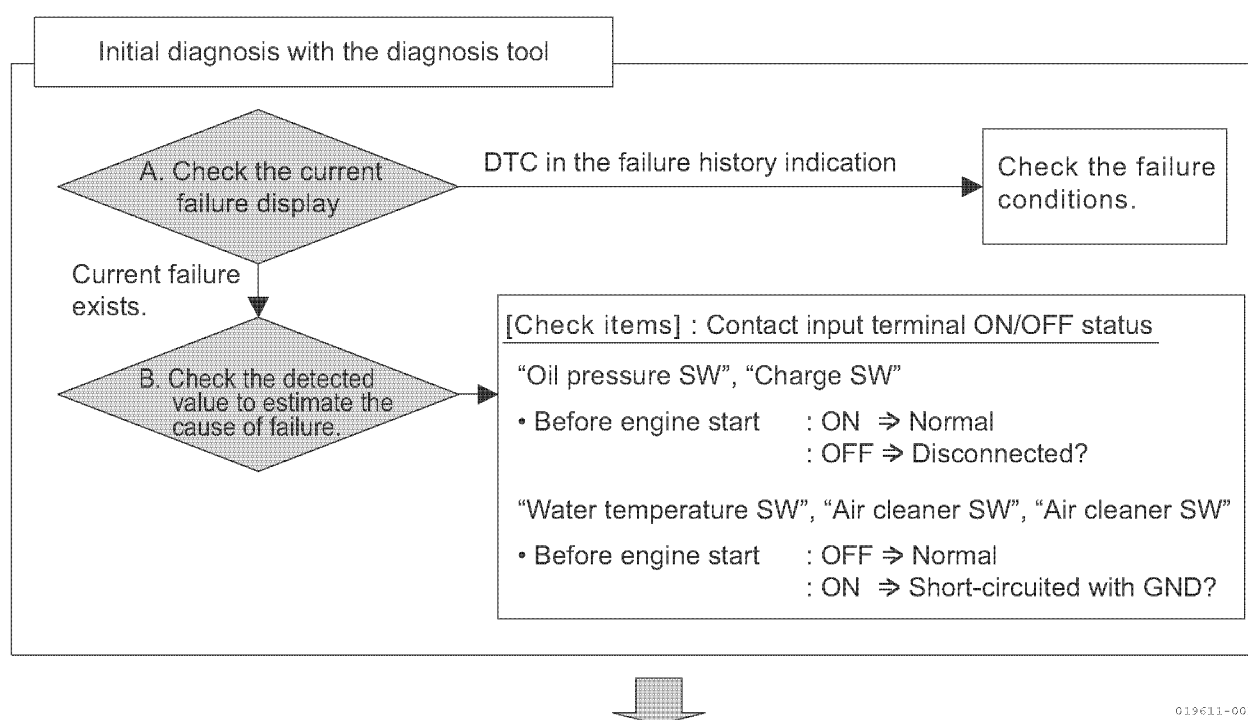 Initial diagnosis with the diagnosis tool
A. Check the current
failure display
DTC in the failure history indication
Check the failure
conditions.
Current failure
exists.
B. Check the detected
value to estimate the
cause of failure.
[Check items] : Contact input terminal ON/OFF status
“Oil pressure SW”, “Charge SW”
• Before engine start : ON ⇒ Normal
: OFF ⇒ Disconnected?
“Water temperature SW”, “Air cleaner SW”, “Air cleaner SW”
• Before engine start : OFF ⇒ Normal
: ON ⇒ Short-circuited with GND?
019611-00